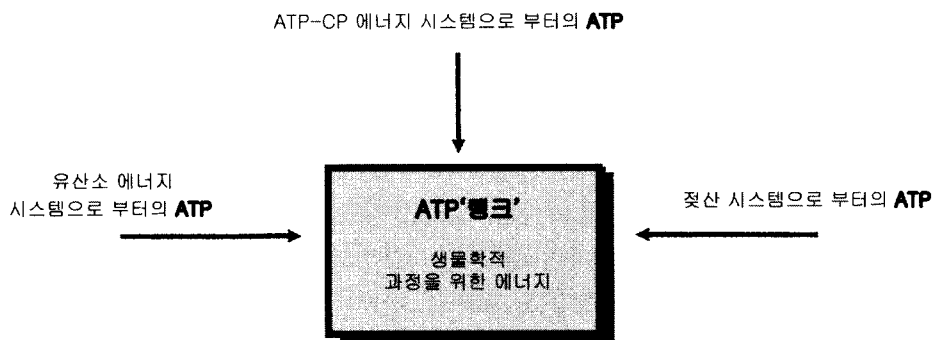 ATP-CP 에너지 시스템으로 부터의 ATP
유산소 에너지
시스템으로 부터의 ATP
ATP'뱅크'
생물학적
과정을 위한 에너지
젖산 시스템으로 부터의 ATP